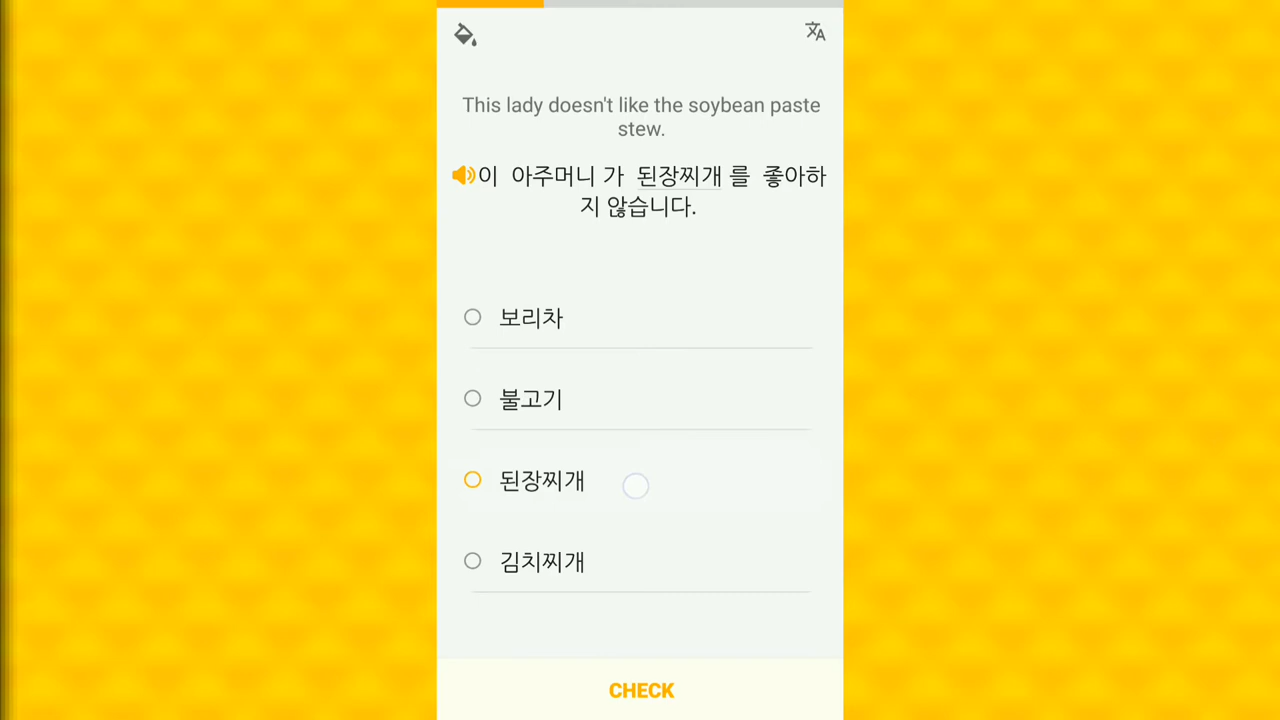 This lady doesn't like the soybean paste
stew.
이 아주머니 가 된장찌개 를 좋아하
지 않습니다.
보리차
불고기
된장찌개
김치찌개
CHECK